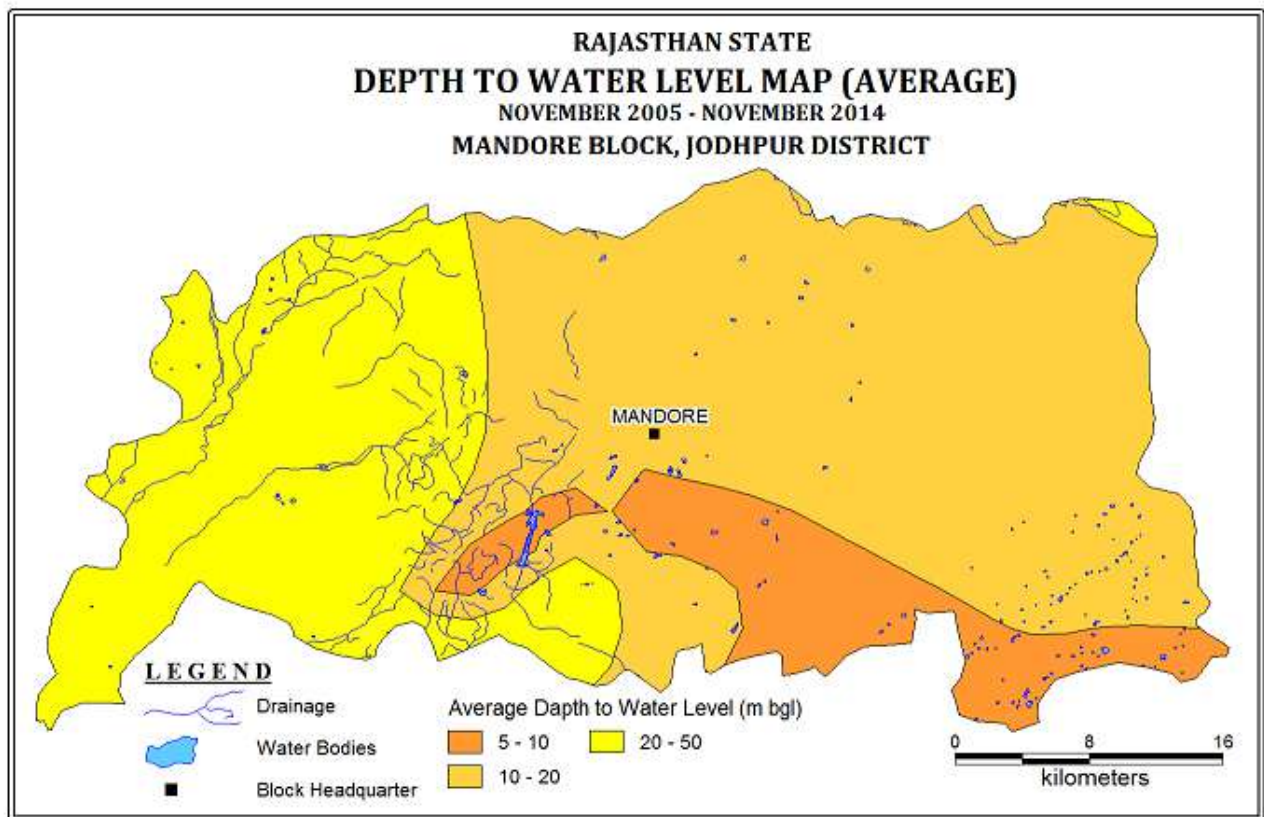 RAJASTHAN STATE
DEPTH TO WATER LEVEL MAP (AVERAGE)
NOVEMBER 2005 - NOVEMBER 2014
MANDORE BLOCK, JODHPUR DISTRICT
MANDORE
LEGEND
Drainage
Water Bodies
Block Headquarter
Average Dapth to Water Level (m bgl)
5 - 10
20 - 50
10 - 20
0 8 16
kilometers